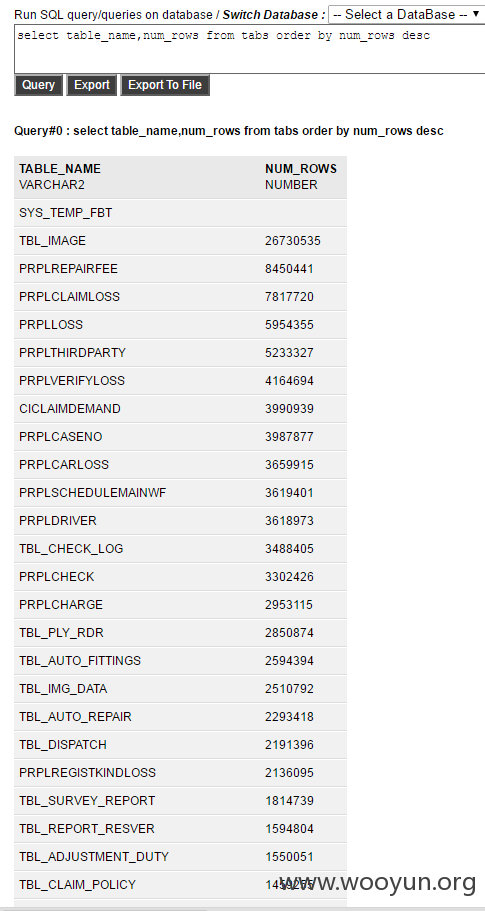 Run SQL query/queries on database / Switch Database : -- Select a DataBase --
select table_name,num_rows from tabs order by num_rows desc
Query Export Export To File
Query#0 : select table_name,num_rows from tabs order by num_rows desc
TABLE_NAME NUM_ROWS
VARCHAR2 NUMBER
SYS_TEMP_FBT
TBL_IMAGE 26730535
PRPLREPAIRFEE 8450441
PRPLCLAIMLOSS 7817720
PRPLLOSS 5954355
PRPLTHIRDPARTY 5233327
PRPLVERIFYLOSS 4164694
CICLAIMDEMAND 3990939
PRPLCASENO 3987877
PRPLCARLOSS 3659915
PRPLSCHEDULEMAINWF 3619401
PRPLDRIVER 3618973
TBL_CHECK_LOG 3488405
PRPLCHECK 3302426
PRPLCHARGE 2953115
TBL_PLY_RDR 2850874
TBL_AUTO_FITTINGS 2594394
TBL_IMG_DATA 2510792
TBL_AUTO_REPAIR 2293418
TBL_DISPATCH 2191396
PRPLREGISTKINDLOSS 2136095
TBL_SURVEY_REPORT 1814739
TBL_REPORT_RESVER 1594804
TBL_ADJUSTMENT_DUTY 1550051
TBL_CLAIM_POLICY
www.wooyun.org